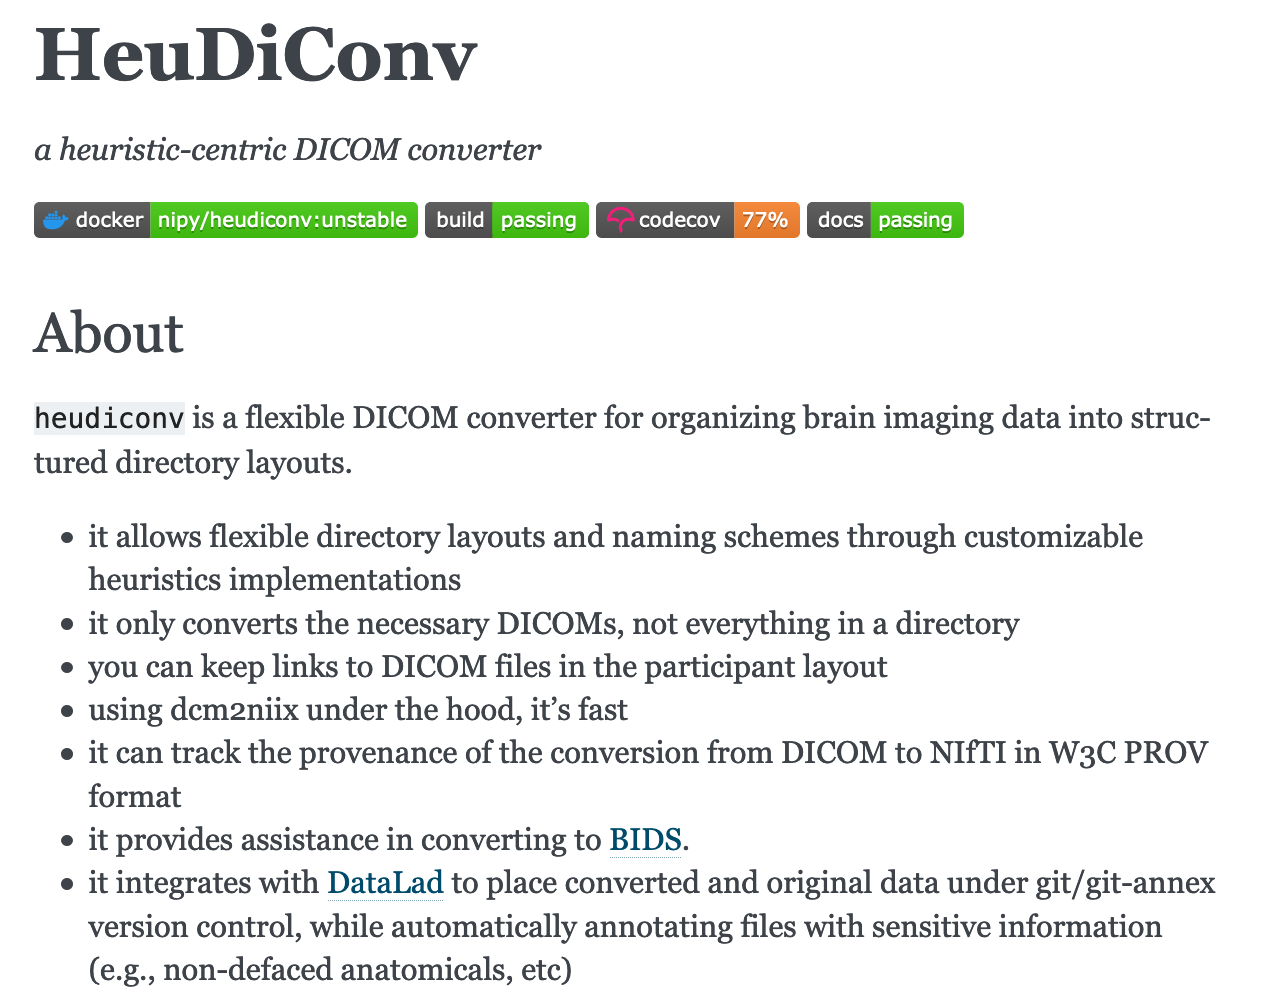 HeuDiConv
a heuristic-centric DICOM converter
docker nipy/heudiconv:unstable build passing codecov 77% docs passing
About
heudiconv is a flexible DICOM converter for organizing brain imaging data into struc-
tured directory layouts.
• it allows flexible directory layouts and naming schemes through customizable
heuristics implementations
• it only converts the necessary DICOMs, not everything in a directory
• you can keep links to DICOM files in the participant layout
• using dcm2niix under the hood, it’s fast
• it can track the provenance of the conversion from DICOM to NIfTI in W3C PROV
format
• it provides assistance in converting to BIDS.
• it integrates with DataLad to place converted and original data under git/git-annex
version control, while automatically annotating files with sensitive information
(e.g., non-defaced anatomicals, etc)